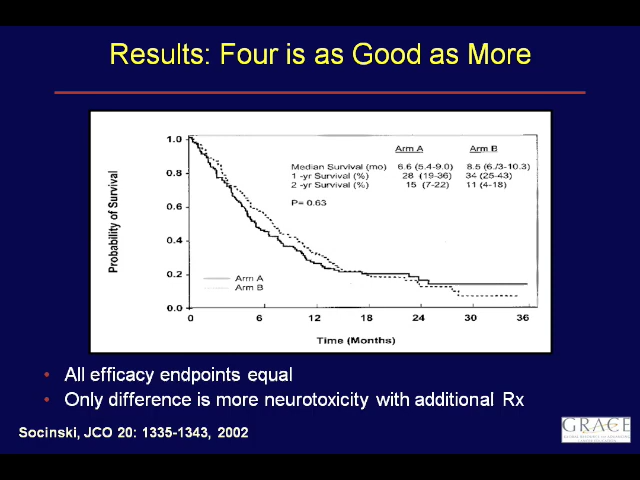 Results: Four is as Good as More
Arm A Arm B
Median Survival (mo) 6.6 (5.4-9.0) 8.5 (6./3-10.3)
1 -yr Survival (%) 28 (19-36) 34 (25-43)
2 -yr Survival (%) 15 (7-22) 11 (4-18)
P= 0.63
Probability of Survival
1.0
0.8
0.6
0.4
0.2
0.0
Arm A
Arm B
0 6 12 18 24 30 36
Time (Months)
• All efficacy endpoints equal
• Only difference is more neurotoxicity with additional Rx
Socinski, JCO 20: 1335-1343, 2002
GRACE